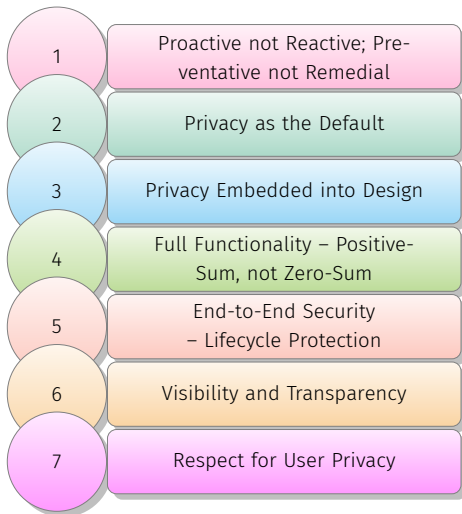 1
Proactive not Reactive; Pre-
ventative not Remedial
2
Privacy as the Default
3
Privacy Embedded into Design
4
Full Functionality – Positive-
Sum, not Zero-Sum
5
End-to-End Security
– Lifecycle Protection
6
Visibility and Transparency
7
Respect for User Privacy